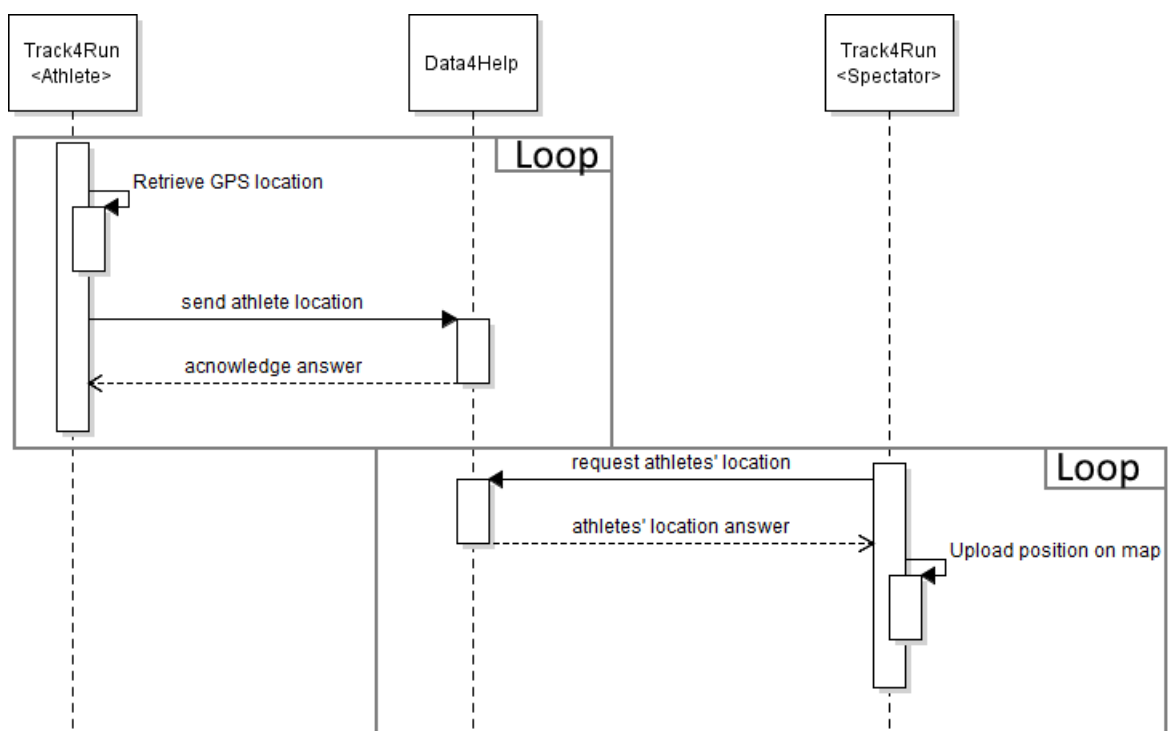 Track4Run
<Athlete>
Data4Help
Track4Run
<Spectator>
Loop
Retrieve GPS location
send athlete location
acnowledge answer
request athletes' location
Loop
athletes' location answer
Upload position on map